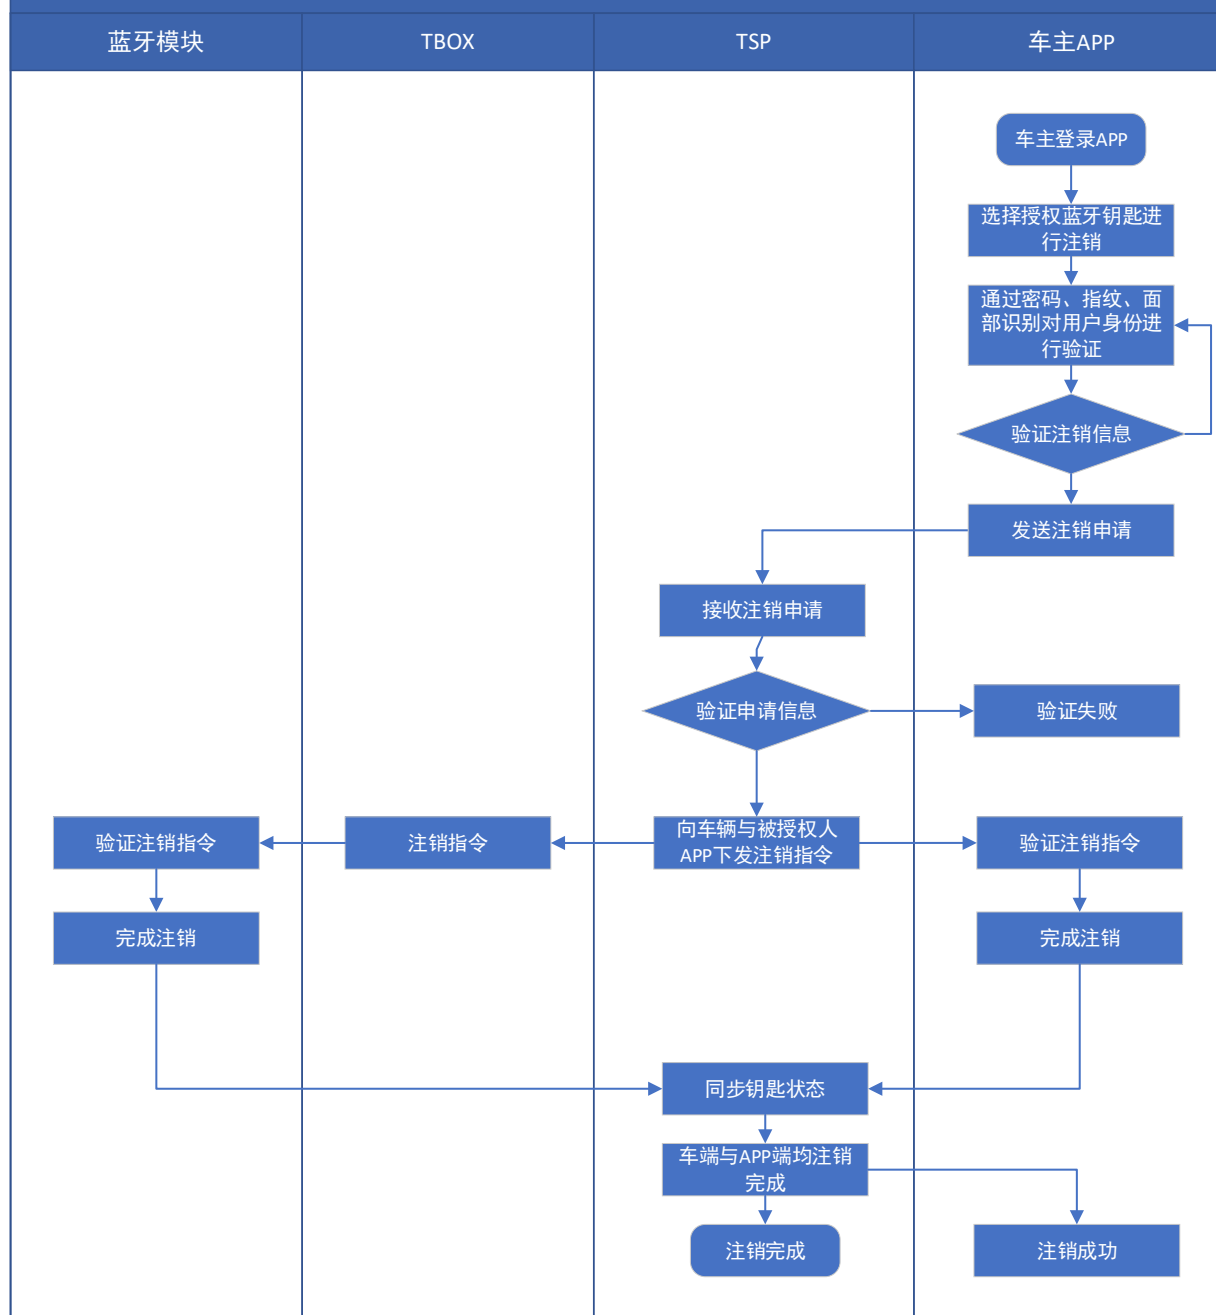 蓝牙模块
TBOX
TSP
车主APP
车主登录APP
选择授权蓝牙钥匙进
行注销
通过密码、指纹、面
部识别对用户身份进
行验证
验证注销信息
发送注销申请
接收注销申请
验证申请信息
验证失败
验证注销指令
注销指令
向车辆与被授权人
APP下发注销指令
验证注销指令
完成注销
完成注销
同步钥匙状态
车端与APP端均注销
完成
注销完成
注销成功